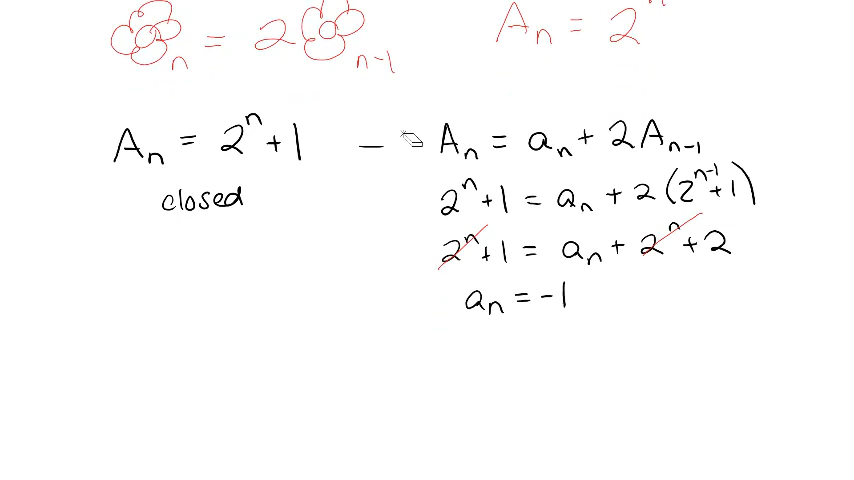 n = 2 n-1
Aₙ = 2ⁿ
Aₙ = 2ⁿ + 1
closed
— Aₙ = aₙ + 2Aₙ₋₁
2ⁿ + 1 = aₙ + 2(2ⁿ⁻¹ + 1)
2ⁿ + 1 = aₙ + 2ⁿ + 2
aₙ = -1